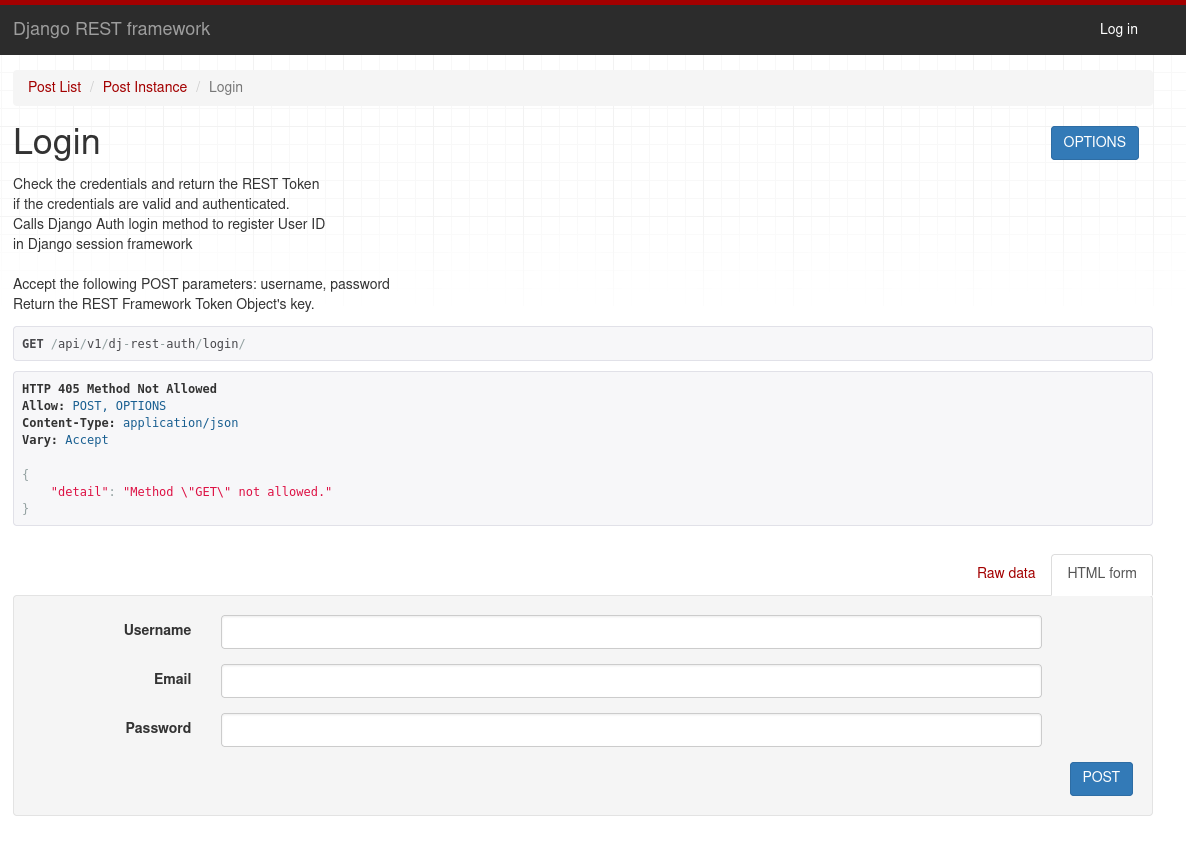 Django REST framework
Log in
Post List / Post Instance / Login
Login
OPTIONS
Check the credentials and return the REST Token
if the credentials are valid and authenticated.
Calls Django Auth login method to register User ID
in Django session framework
Accept the following POST parameters: username, password
Return the REST Framework Token Object's key.
GET /api/v1/dj-rest-auth/login/
HTTP 405 Method Not Allowed
Allow: POST, OPTIONS
Content-Type: application/json
Vary: Accept
{
    "detail": "Method \"GET\" not allowed."
}
Raw data
HTML form
Username
Email
Password
POST